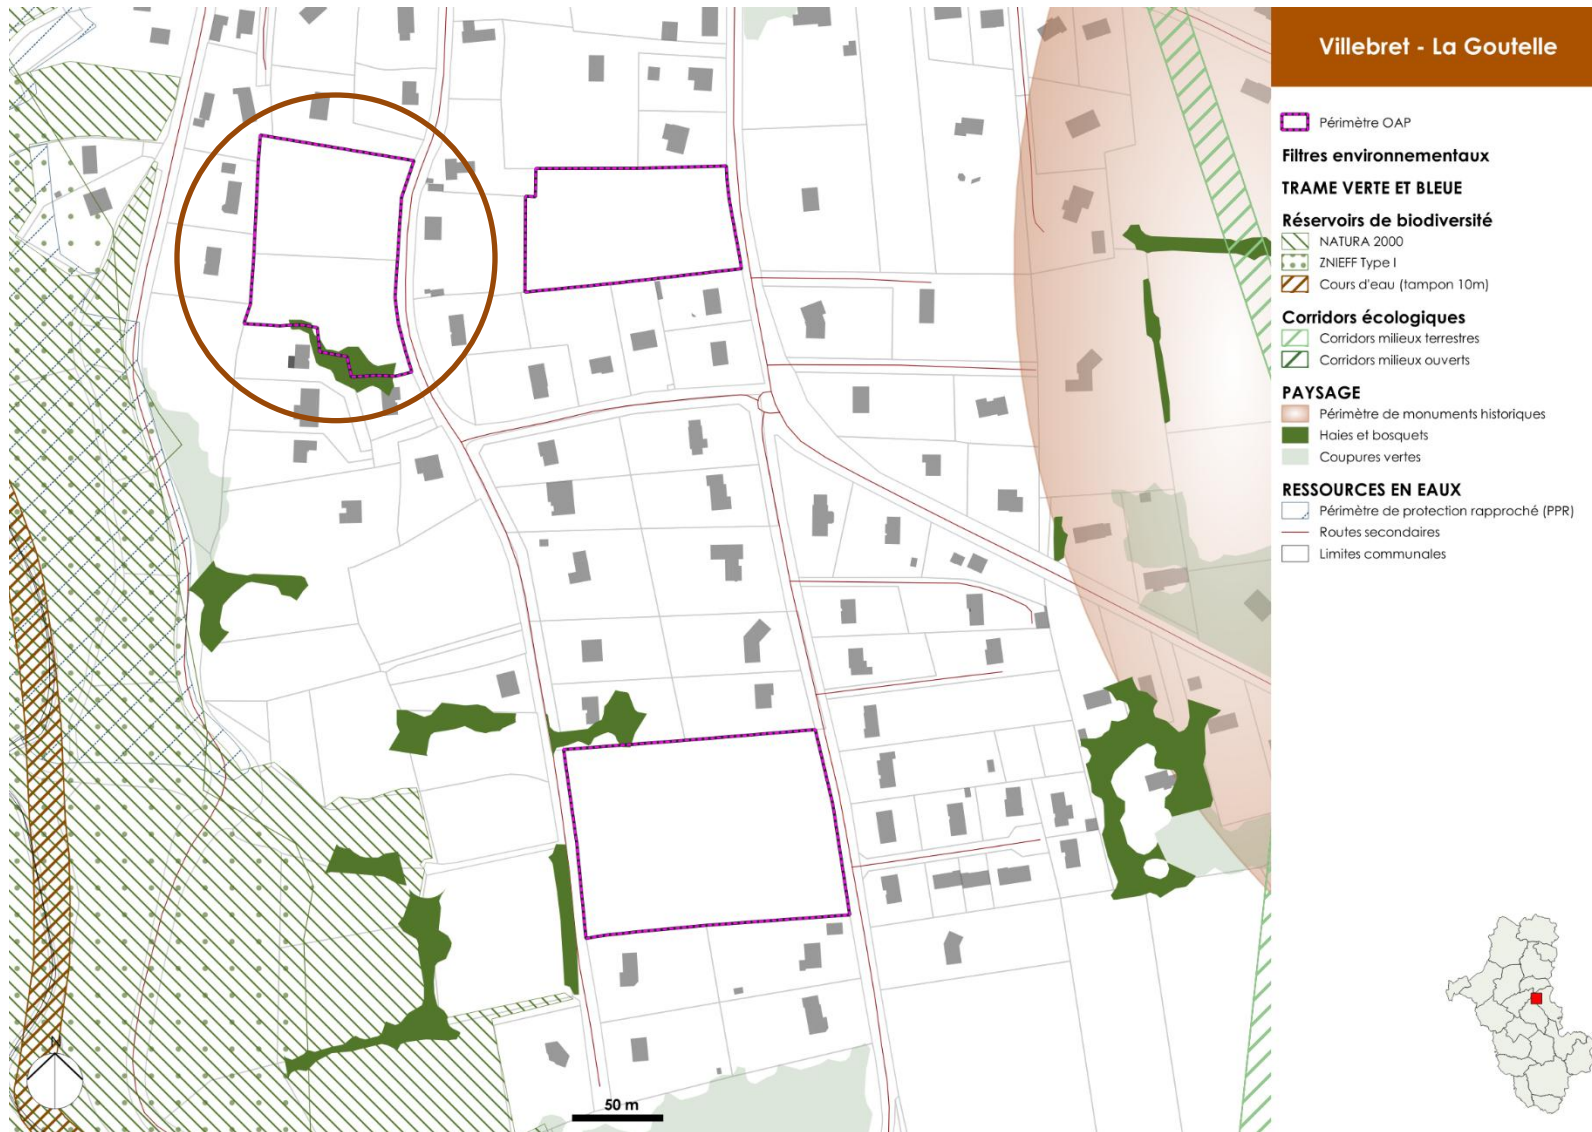 Villebret - La Goutelle
Périmètre OAP
Filtres environnementaux
TRAME VERTE ET BLEUE
Réservoirs de biodiversité
NATURA 2000
ZNIEFF Type I
Cours d'eau (tampon 10m)
Corridors écologiques
Corridors milieux terrestres
Corridors milieux ouverts
PAYSAGE
Périmètre de monuments historiques
Haies et bosquets
Coupures vertes
RESSOURCES EN EAUX
Périmètre de protection rapproché (PPR)
Routes secondaires
Limites communales
N
50 m